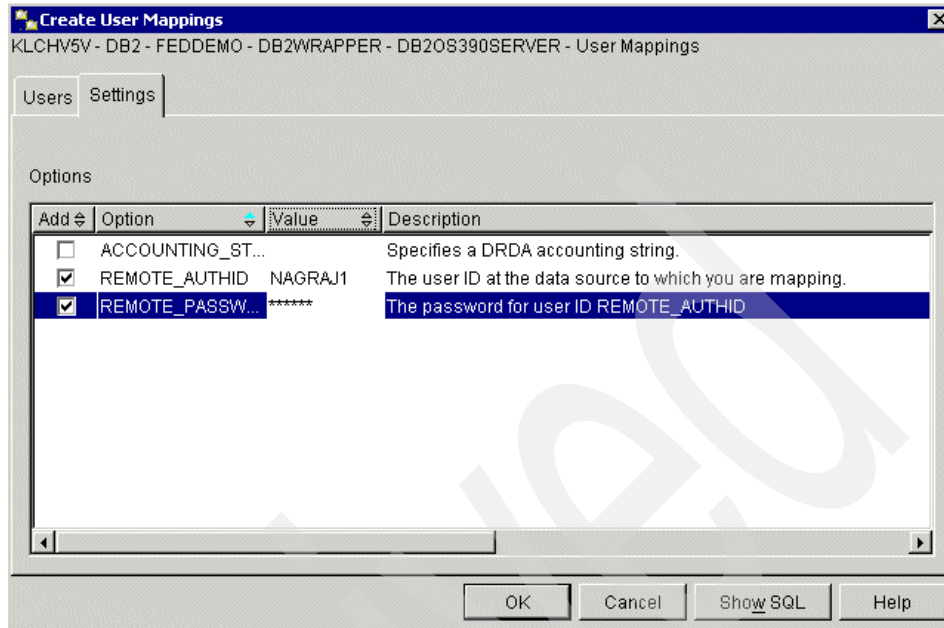 Create User Mappings
KLCHV5V - DB2 - FEDDEMO - DB2WRAPPER - DB2OS390SERVER - User Mappings
Users Settings
Options
Add Option Value Description
ACCOUNTING_ST... Specifies a DRDA accounting string.
REMOTE_AUTHID NAGRAJ1 The user ID at the data source to which you are mapping.
REMOTE_PASSW... ****** The password for user ID REMOTE_AUTHID
OK Cancel Show SQL Help